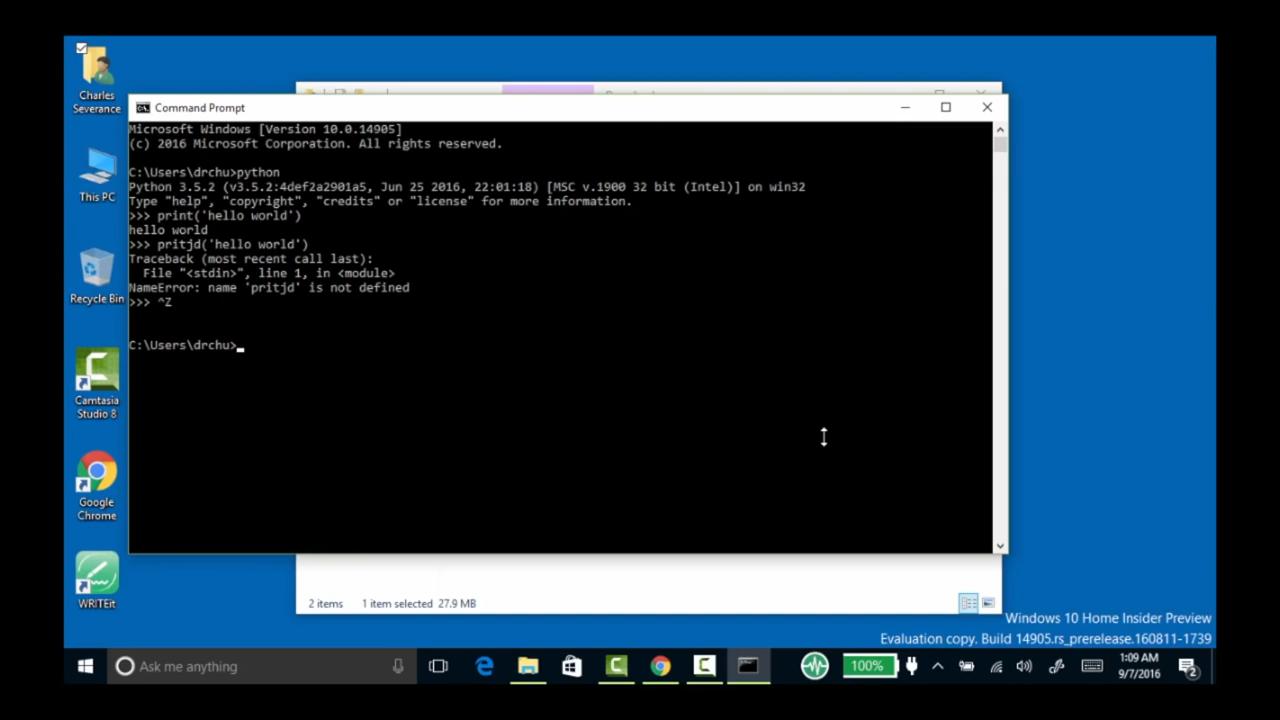 Charles
Severance
This PC
Recycle Bin
Camtasia
Studio 8
Google
Chrome
WRITEit
Command Prompt
Microsoft Windows [Version 10.0.14905]
(c) 2016 Microsoft Corporation. All rights reserved.
C:\Users\drchu>python
Python 3.5.2 (v3.5.2:4def2a2901a5, Jun 25 2016, 22:01:18) [MSC v.1900 32 bit (Intel)] on win32
Type "help", "copyright", "credits" or "license" for more information.
>>> print('hello world')
hello world
>>> pritjd('hello world')
Traceback (most recent call last):
  File "<stdin>", line 1, in <module>
NameError: name 'pritjd' is not defined
>>> ^Z
C:\Users\drchu>
2 items 1 item selected 27.9 MB
Windows 10 Home Insider Preview
Evaluation copy. Build 14905.rs_prerelease.160811-1739
Ask me anything
100%
1:09 AM
9/7/2016
2